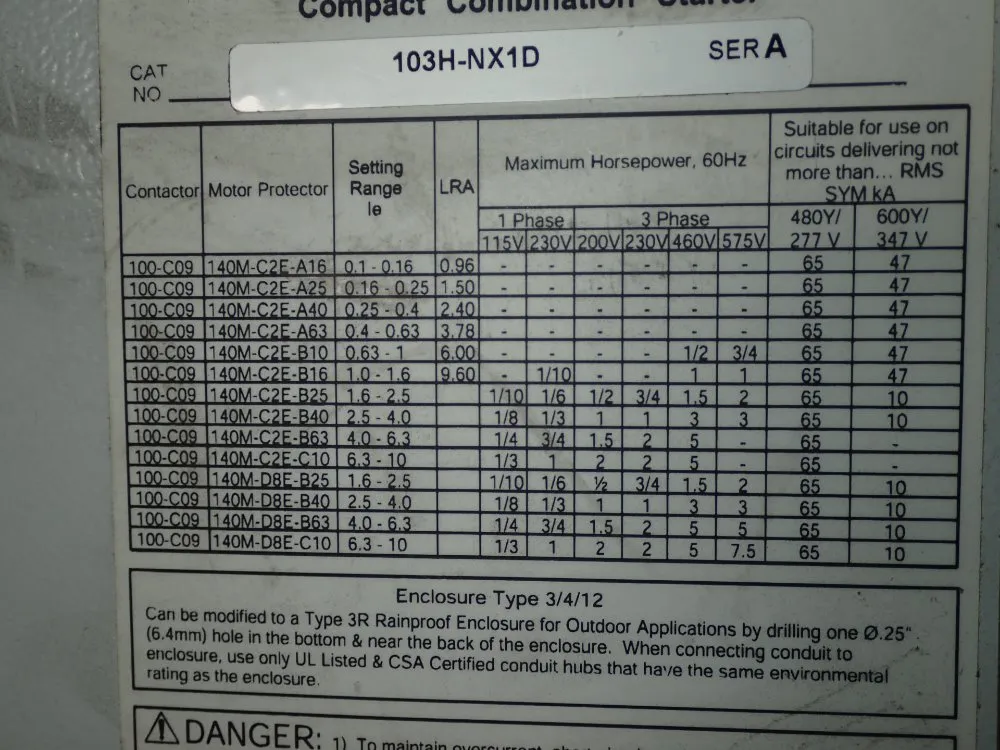 Compact Combination Starter
CAT
NO
103H-NX1D SER A
Contactor Motor Protector Setting Range Ie LRA Maximum Horsepower, 60Hz Suitable for use on circuits delivering not more than... RMS SYM kA
1 Phase 3 Phase 480Y/ 277 V 600Y/ 347 V
115V 230V 200V 230V 460V 575V
100-C09 140M-C2E-A16 0.1 - 0.16 0.96 - - - - - - 65 47
100-C09 140M-C2E-A25 0.16 - 0.25 1.50 - - - - - - 65 47
100-C09 140M-C2E-A40 0.25 - 0.4 2.40 - - - - - - 65 47
100-C09 140M-C2E-A63 0.4 - 0.63 3.78 - - - - - - 65 47
100-C09 140M-C2E-B10 0.63 - 1 6.00 - - - - 1/2 3/4 65 47
100-C09 140M-C2E-B16 1.0 - 1.6 9.60 - 1/10 - - 1 1 65 47
100-C09 140M-C2E-B25 1.6 - 2.5 1/10 1/6 1/2 3/4 1.5 2 65 10
100-C09 140M-C2E-B40 2.5 - 4.0 1/8 1/3 1 1 3 3 65 10
100-C09 140M-C2E-B63 4.0 - 6.3 1/4 3/4 1.5 2 5 - 65 -
100-C09 140M-C2E-C10 6.3 - 10 1/3 1 2 2 5 - 65 -
100-C09 140M-D8E-B25 1.6 - 2.5 1/10 1/6 ½ 3/4 1.5 2 65 10
100-C09 140M-D8E-B40 2.5 - 4.0 1/8 1/3 1 1 3 3 65 10
100-C09 140M-D8E-B63 4.0 - 6.3 1/4 3/4 1.5 2 5 5 65 10
100-C09 140M-D8E-C10 6.3 - 10 1/3 1 2 2 5 7.5 65 10
Enclosure Type 3/4/12
Can be modified to a Type 3R Rainproof Enclosure for Outdoor Applications by drilling one Ø.25"
(6.4mm) hole in the bottom & near the back of the enclosure. When connecting conduit to
enclosure, use only UL Listed & CSA Certified conduit hubs that have the same environmental
rating as the enclosure.
⚠ DANGER: 1) To maintain overcurrent,